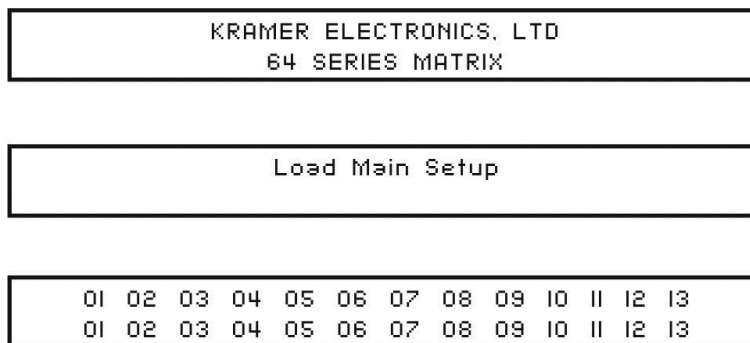 KRAMER ELECTRONICS, LTD
64 SERIES MATRIX
Load Main Setup
01 02 03 04 05 06 07 08 09 10 11 12 13
01 02 03 04 05 06 07 08 09 10 11 12 13